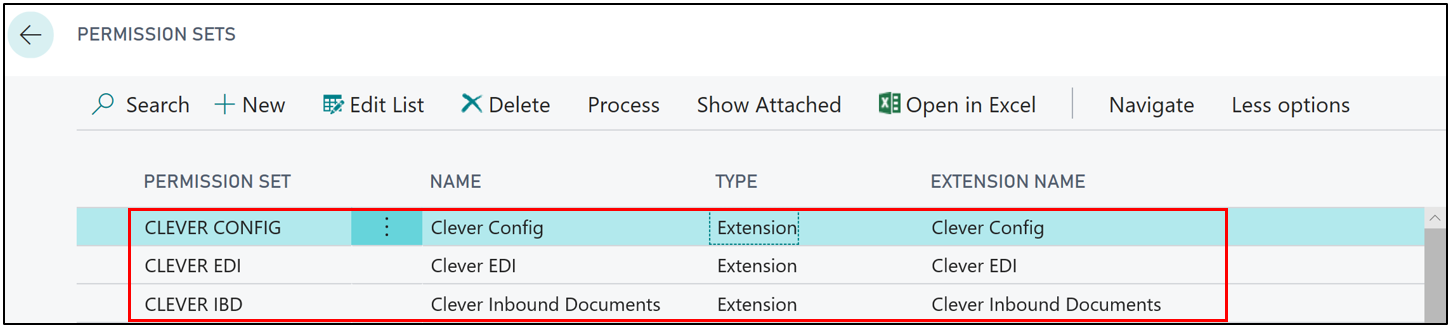 PERMISSION SETS
Search New Edit List Delete Process Show Attached Open in Excel Navigate Less options
PERMISSION SET NAME TYPE EXTENSION NAME
CLEVER CONFIG Clever Config Extension Clever Config
CLEVER EDI Clever EDI Extension Clever EDI
CLEVER IBD Clever Inbound Documents Extension Clever Inbound Documents